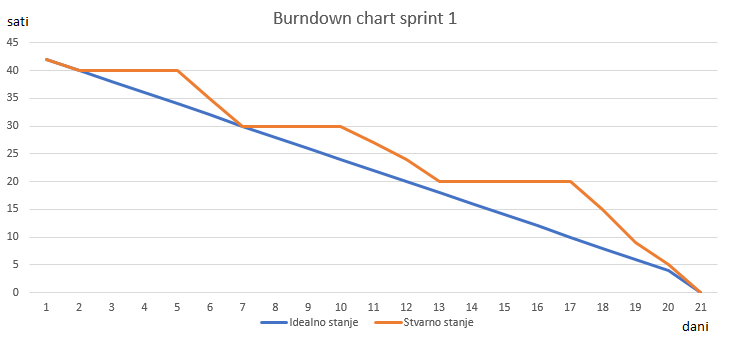 Burndown chart sprint 1
sati
45
40
35
30
25
20
15
10
5
0
1 2 3 4 5 6 7 8 9 10 11 12 13 14 15 16 17 18 19 20 21
Idealno stanje Stvarno stanje
dani